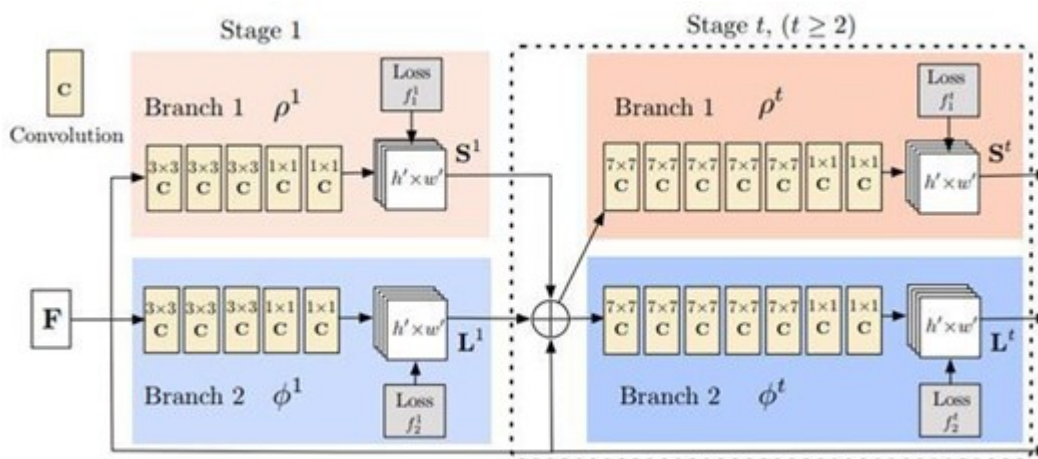 Stage 1
Stage t, (t ≥ 2)
C
Convolution
Branch 1 ρ¹
Loss
f₁¹
3×3 3×3 3×3 1×1 1×1
C C C C C
h'×w'
S¹
Branch 1 ρᵗ
Loss
f₁ᵗ
7×7 7×7 7×7 7×7 7×7 1×1 1×1
C C C C C C C
h'×w'
Sᵗ
F
3×3 3×3 3×3 1×1 1×1
C C C C C
h'×w'
L¹
Branch 2 ϕ¹
Loss
f₂¹
7×7 7×7 7×7 7×7 7×7 1×1 1×1
C C C C C C C
h'×w'
Lᵗ
Branch 2 ϕᵗ
Loss
f₂ᵗ